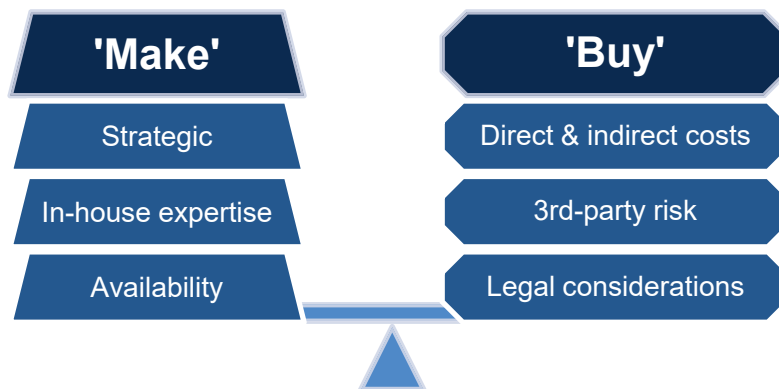 'Make'
Strategic
In-house expertise
Availability
'Buy'
Direct & indirect costs
3rd-party risk
Legal considerations